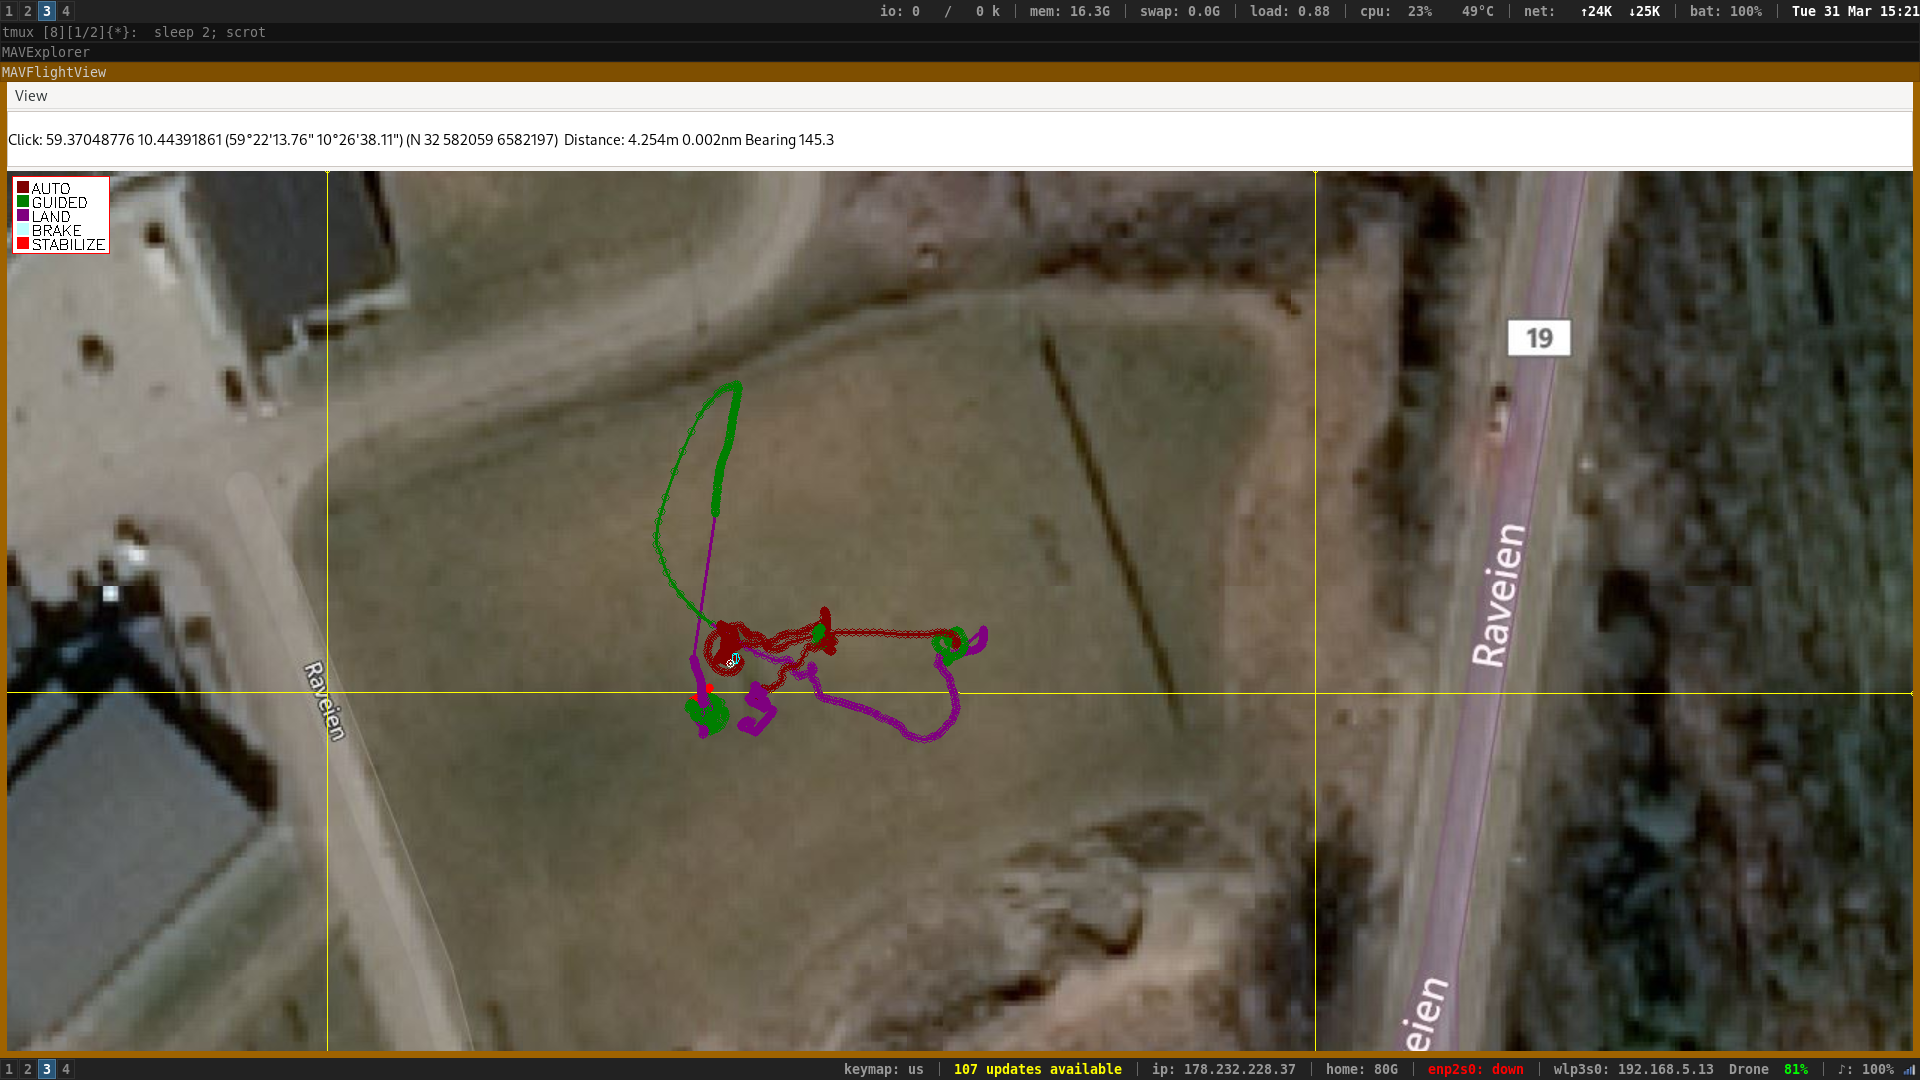 1 2 3 4 io: 0 / 0 k | mem: 16.3G | swap: 0.0G | load: 0.88 | cpu: 23% 49°C | net: ↑24K ↓25K | bat: 100% | Tue 31 Mar 15:21
tmux [8][1/2]{*}: sleep 2; scrot
MAVExplorer
MAVFlightView
View
Click: 59.37048776 10.44391861 (59°22'13.76" 10°26'38.11") (N 32 582059 6582197) Distance: 4.254m 0.002nm Bearing 145.3
AUTO
GUIDED
LAND
BRAKE
STABILIZE
19
Raveien
Raveien
eien
1 2 3 4 keymap: us | 107 updates available | ip: 178.232.228.37 | home: 80G | enp2s0: down | wlp3s0: 192.168.5.13 Drone 81% | ♪: 100%